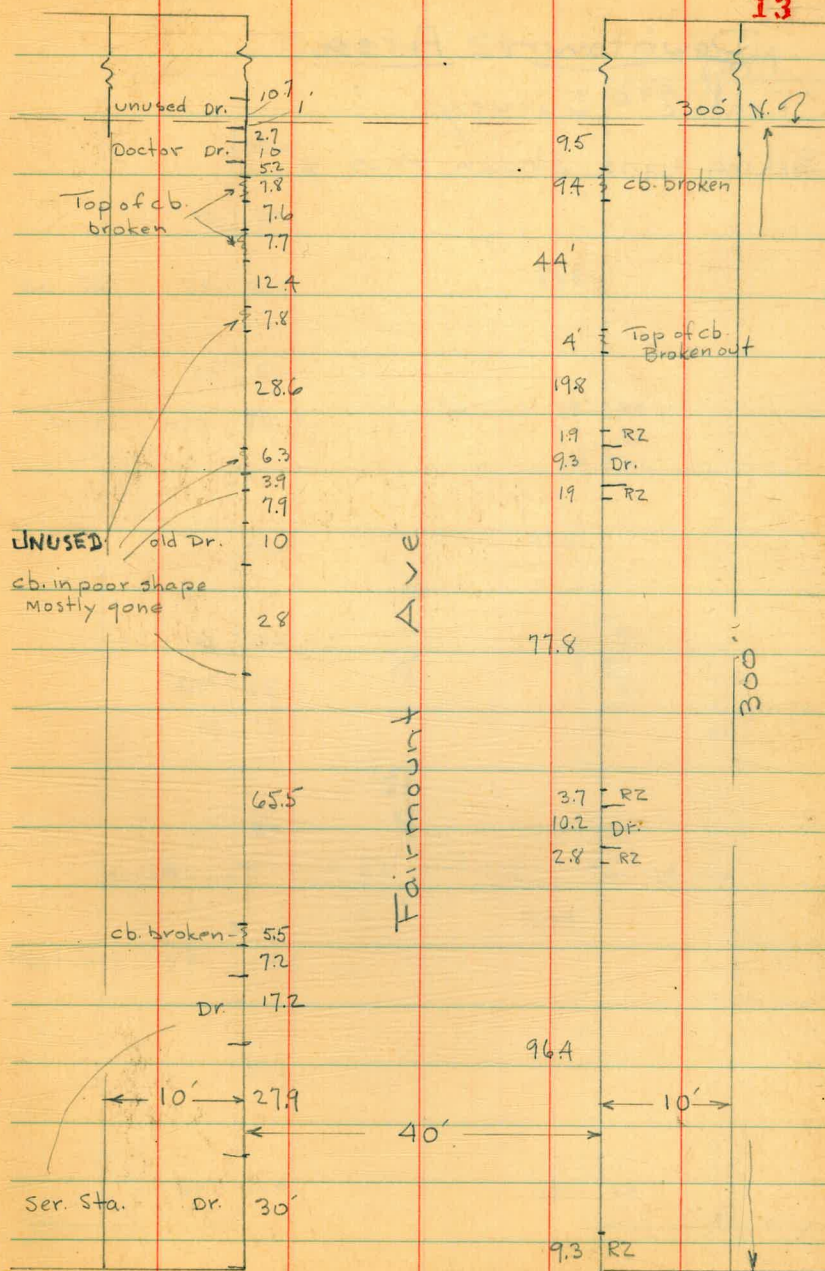 13
unused Dr. 10.7
1'
300' N.
2.7
Doctor Dr. 10
5.2
9.5
7.8
9.4 cb. broken
Top of cb.
broken
7.6
7.7
44'
12.4
7.8
4' Top of cb.
Broken out
28.6
19.8
1.9 RZ
6.3
9.3 Dr.
3.9
7.9
1.9 RZ
UNUSED old Dr. 10
cb. in poor shape
Mostly gone
28
77.8
Fairmount Ave
300'
65.5
3.7 RZ
10.2 Dr.
2.8 RZ
cb. broken 5.5
7.2
Dr. 17.2
96.4
10' 27.9
10'
40'
Ser. Sta. Dr. 30'
9.3 RZ